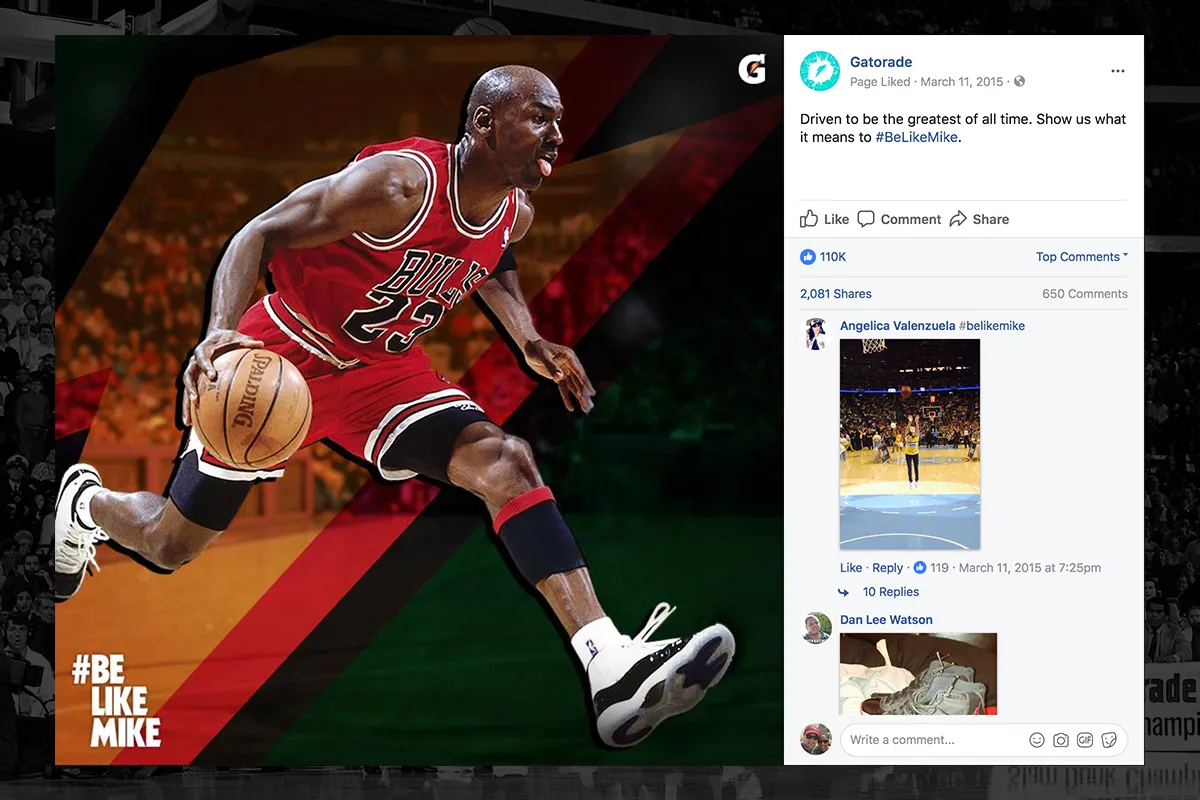 G
BULLS
23
SPALDING
#BE
LIKE
MIKE
Gatorade
Page Liked · March 11, 2015 ·
Driven to be the greatest of all time. Show us what
it means to #BeLikeMike.
Like Comment Share
110K Top Comments
2,081 Shares 650 Comments
Angelica Valenzuela #belikemike
Like · Reply · 119 · March 11, 2015 at 7:25pm
10 Replies
Dan Lee Watson
Write a comment...
GIF
rade
hampi